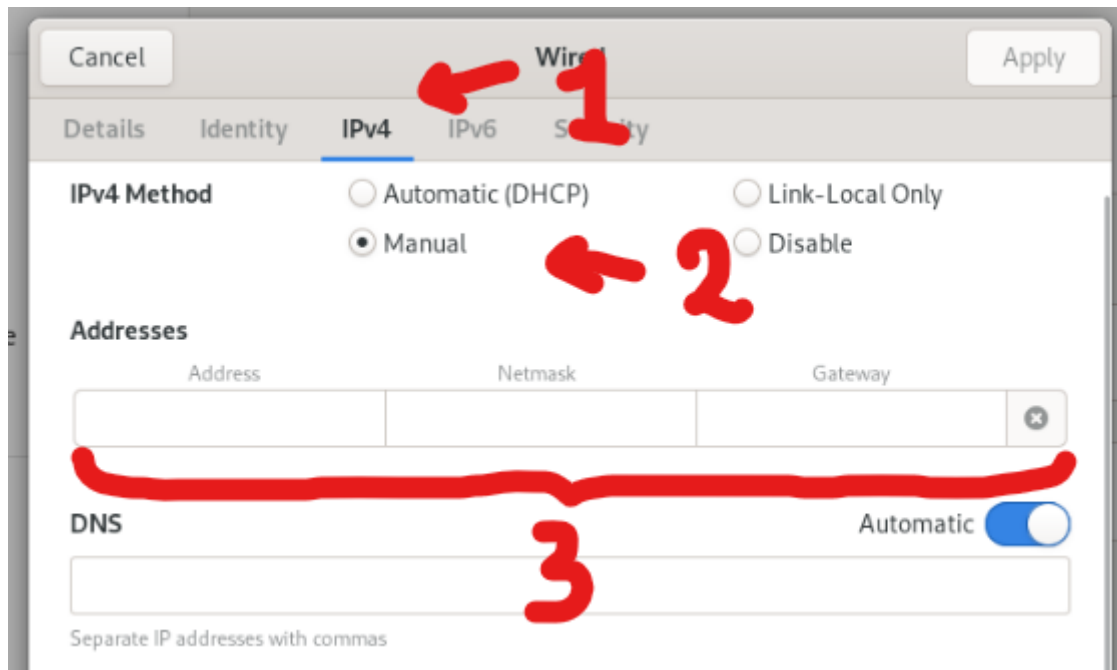 Cancel Wired Apply
1
Details Identity IPv4 IPv6 Security
IPv4 Method Automatic (DHCP) Link-Local Only
Manual 2 Disable
e Addresses
Address Netmask Gateway
DNS Automatic
3
Separate IP addresses with commas